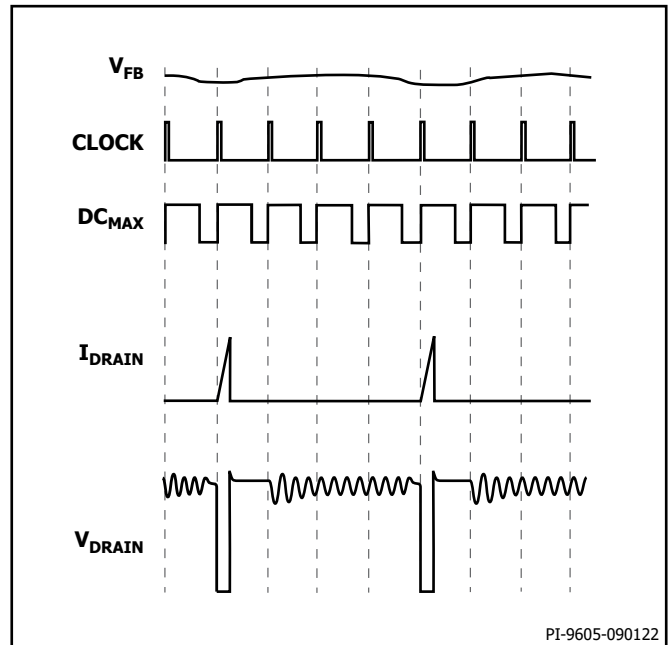 V_FB
CLOCK
DC_MAX
I_DRAIN
V_DRAIN
PI-9605-090122